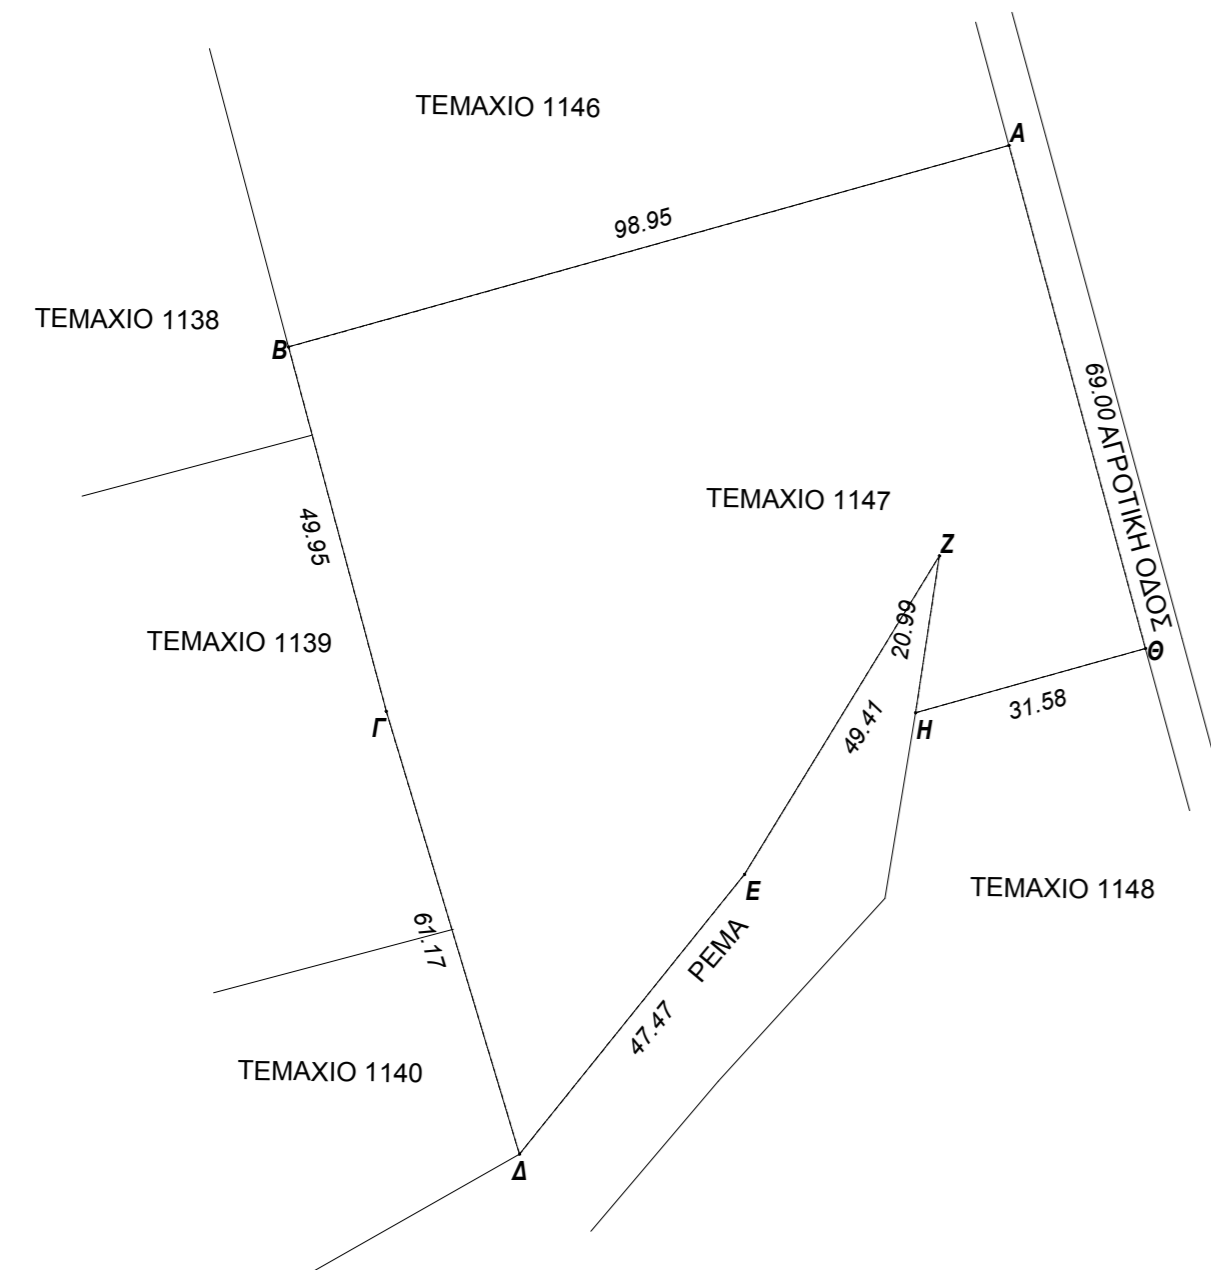 ΤΕΜΑΧΙΟ 1146
Α
98.95
ΤΕΜΑΧΙΟ 1138
Β
69.00
ΑΓΡΟΤΙΚΗ ΟΔΟΣ
ΤΕΜΑΧΙΟ 1147
49.95
Ζ
20.99
ΤΕΜΑΧΙΟ 1139
Θ
31.58
Γ
49.41
Η
ΤΕΜΑΧΙΟ 1148
Ε
61.17
ΡΕΜΑ
47.47
ΤΕΜΑΧΙΟ 1140
Δ